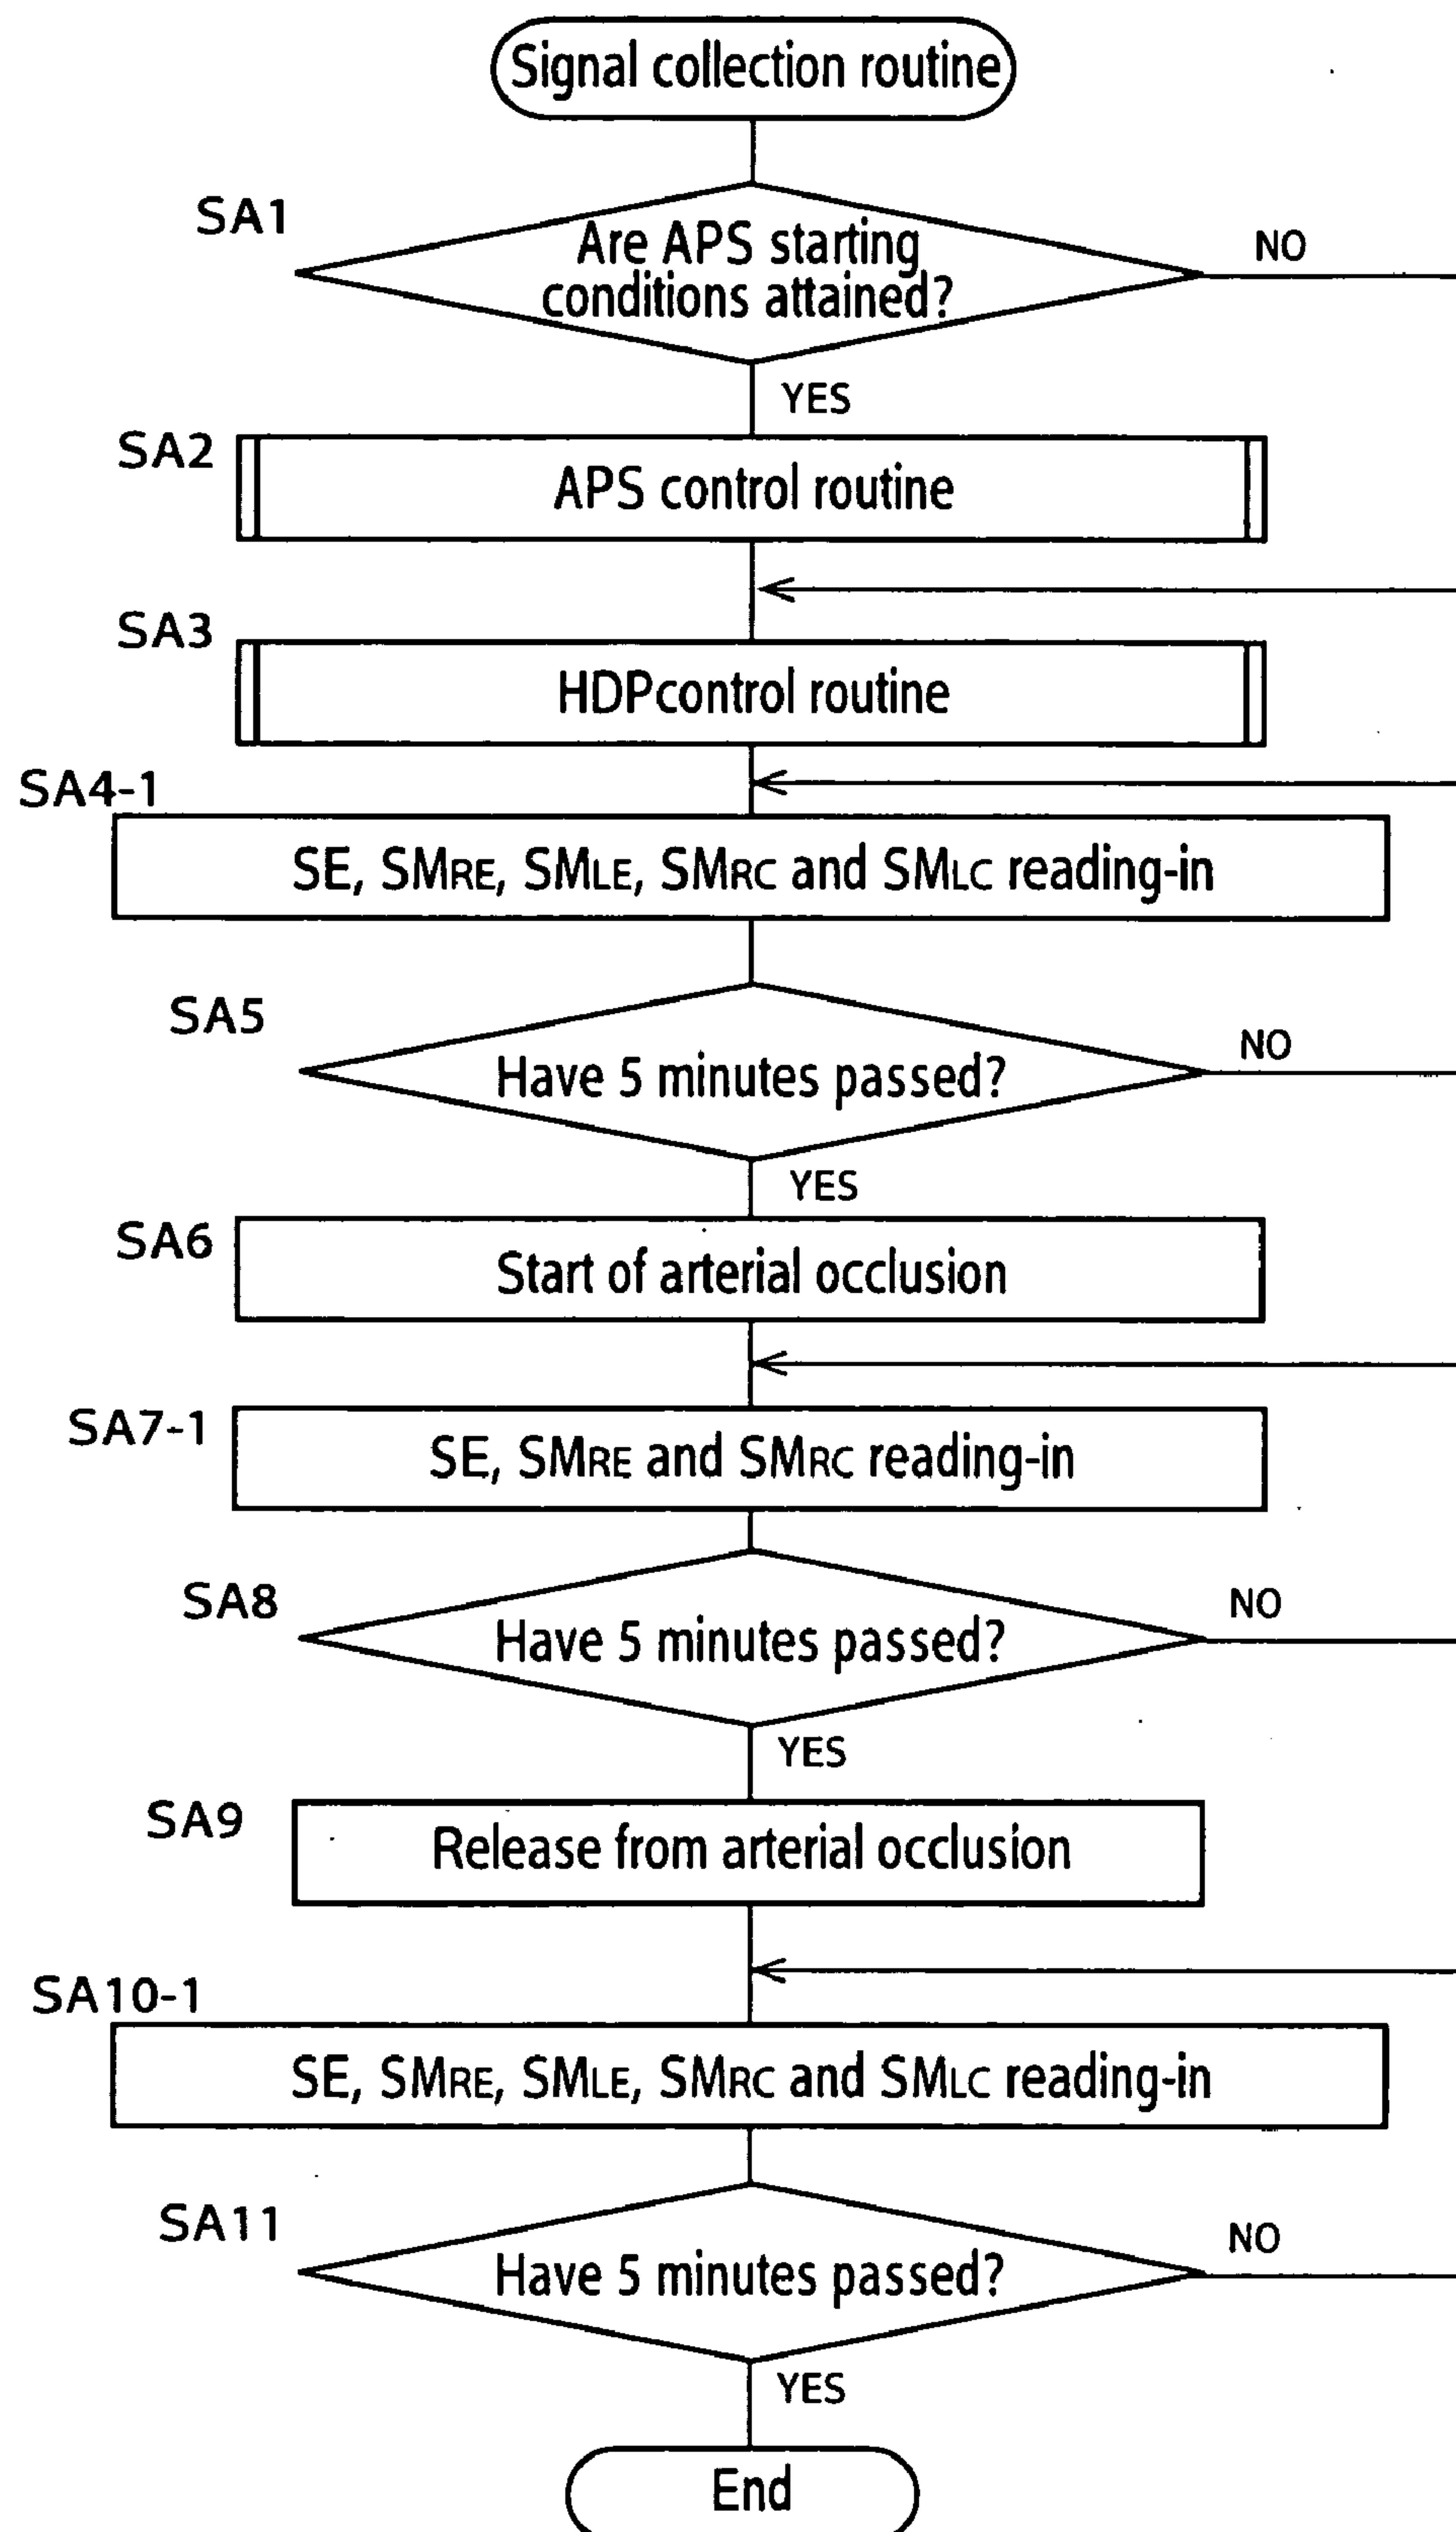 Signal collection routine
SA1
Are APS starting
conditions attained?
NO
YES
SA2
APS control routine
SA3
HDPcontrol routine
SA4-1
SE, SMRE, SMLE, SMRC and SMLC reading-in
SA5
Have 5 minutes passed?
NO
YES
SA6
Start of arterial occlusion
SA7-1
SE, SMRE and SMRC reading-in
SA8
Have 5 minutes passed?
NO
YES
SA9
Release from arterial occlusion
SA10-1
SE, SMRE, SMLE, SMRC and SMLC reading-in
SA11
Have 5 minutes passed?
NO
YES
End